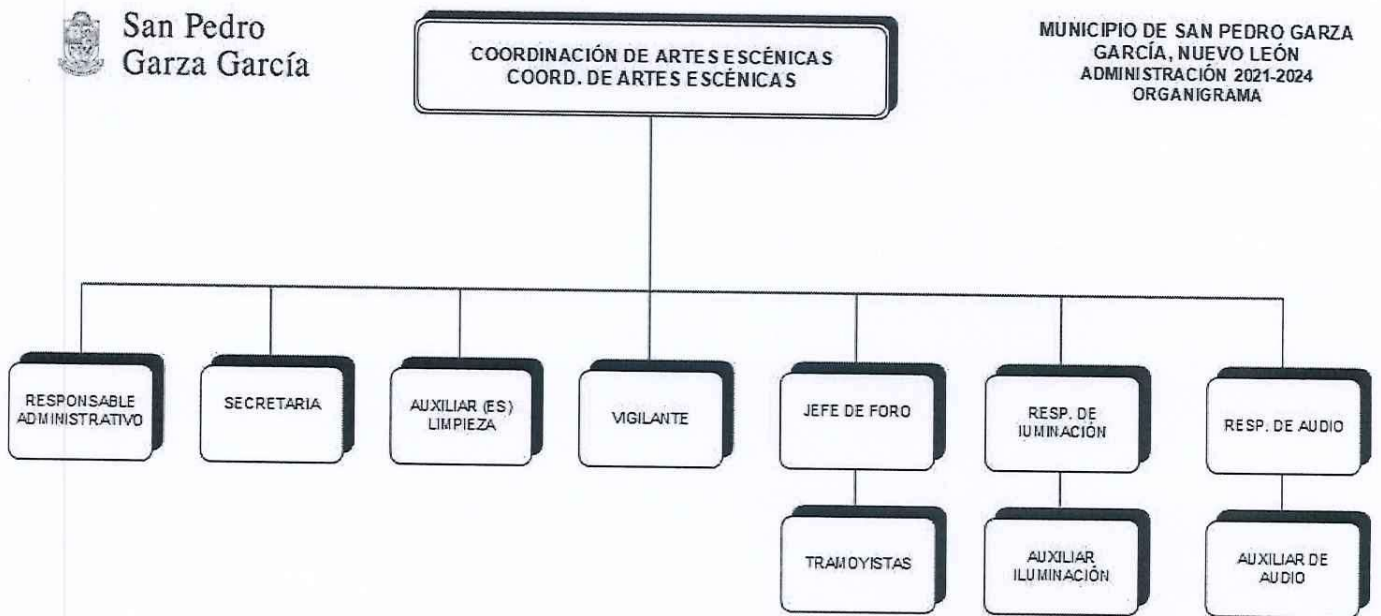 San Pedro
Garza García
COORDINACIÓN DE ARTES ESCÉNICAS
COORD. DE ARTES ESCÉNICAS
MUNICIPIO DE SAN PEDRO GARZA
GARCÍA, NUEVO LEÓN
ADMINISTRACIÓN 2021-2024
ORGANIGRAMA
RESPONSABLE
ADMINISTRATIVO
SECRETARIA
AUXILIAR (ES)
LIMPIEZA
VIGILANTE
JEFE DE FORO
RESP. DE
IUMINACIÓN
RESP. DE AUDIO
TRAMOYISTAS
AUXILIAR
ILUMINACIÓN
AUXILIAR DE
AUDIO